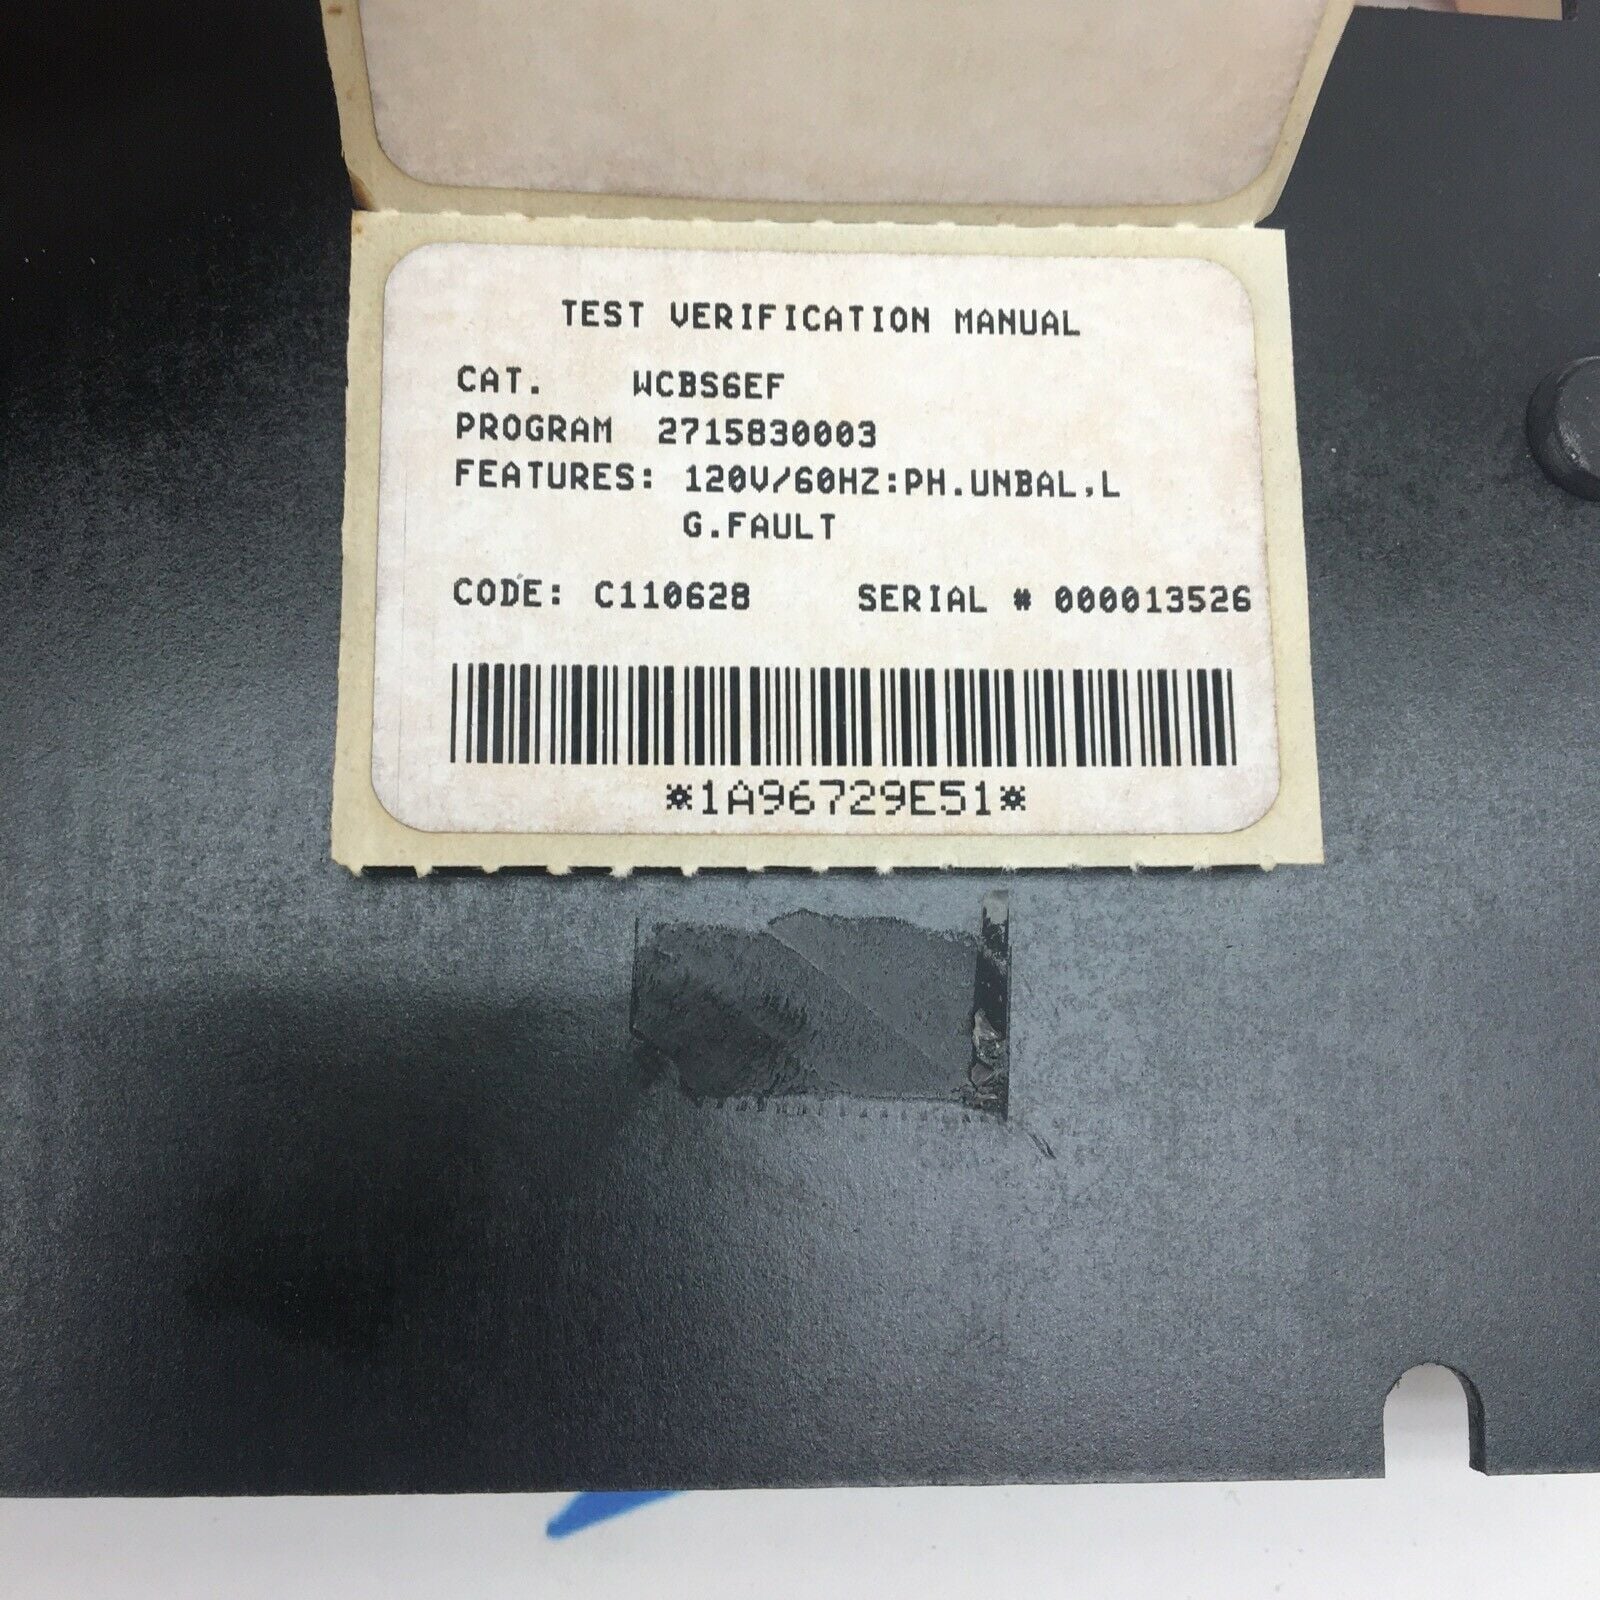 TEST VERIFICATION MANUAL
CAT. WCBS6EF
PROGRAM 2715830003
FEATURES: 120V/60HZ:PH.UNBAL,L
G.FAULT
CODE: C110628 SERIAL # 000013526
*1A96729E51*